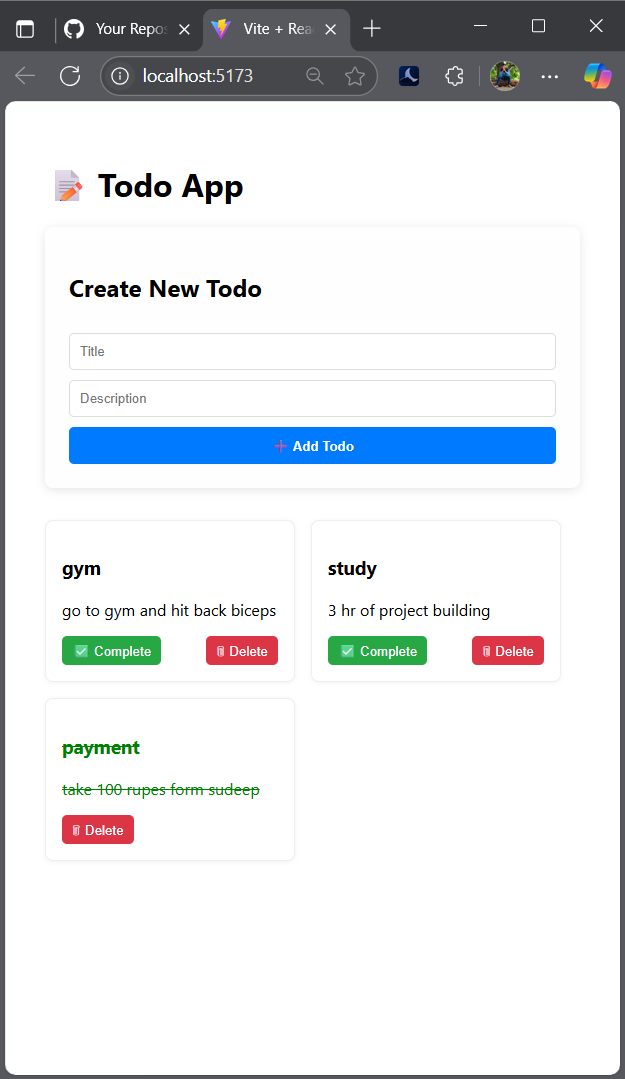 Your Repos
Vite + Rea
localhost:5173
Todo App
Create New Todo
Title
Description
Add Todo
gym
go to gym and hit back biceps
Complete
Delete
study
3 hr of project building
Complete
Delete
payment
take 100 rupes form sudeep
Delete